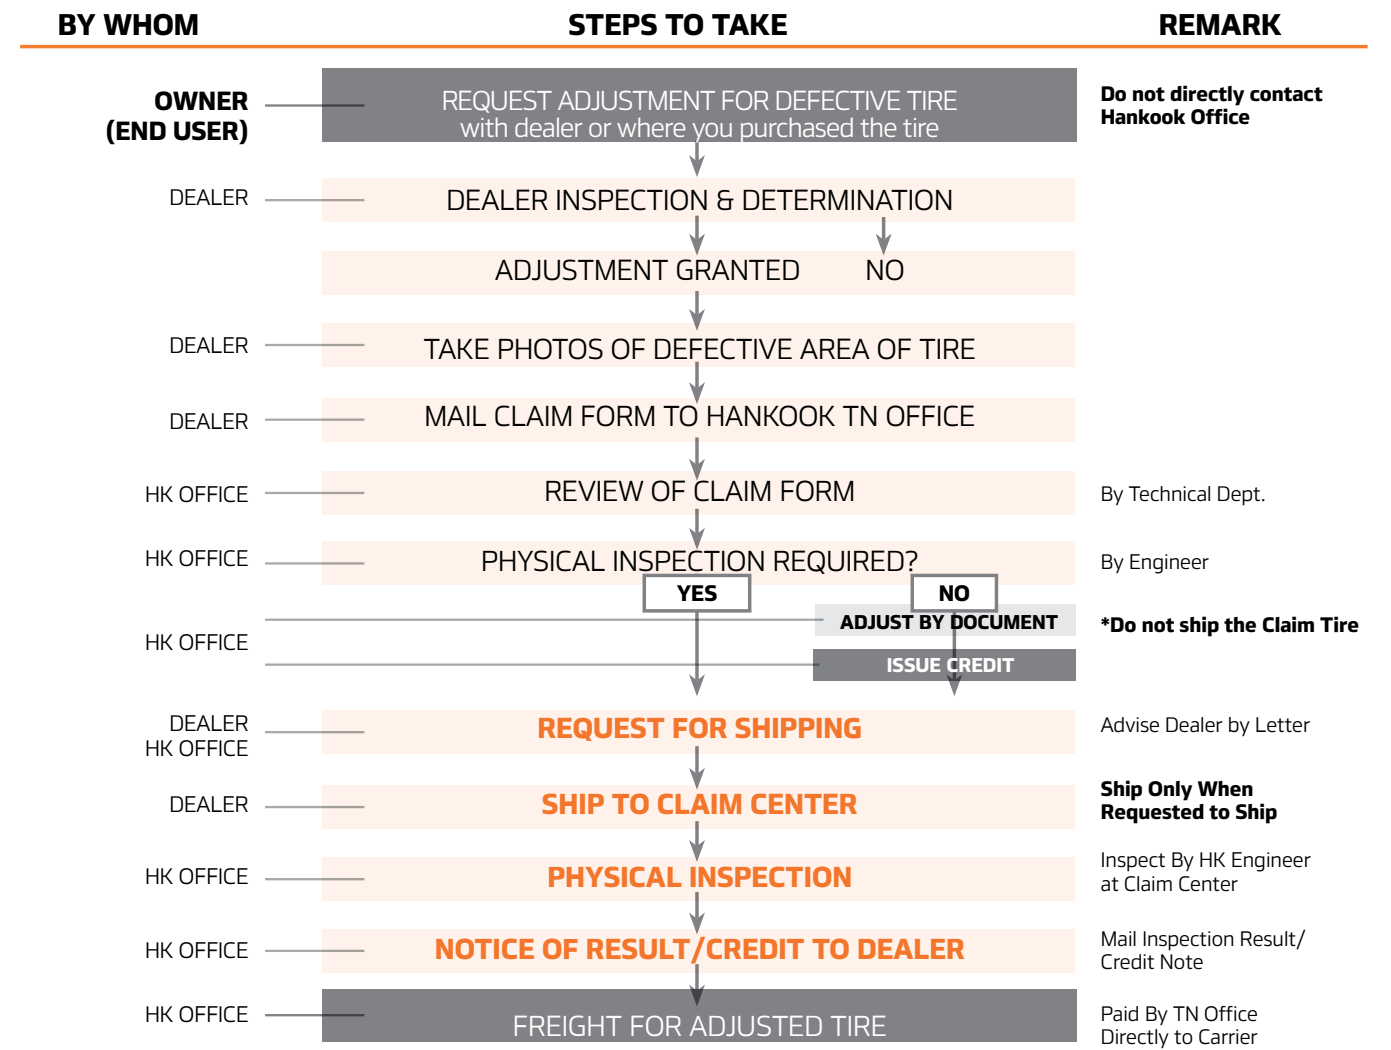 BY WHOM STEPS TO TAKE REMARK
OWNER
(END USER)
REQUEST ADJUSTMENT FOR DEFECTIVE TIRE
with dealer or where you purchased the tire
Do not directly contact
Hankook Office
DEALER DEALER INSPECTION & DETERMINATION
ADJUSTMENT GRANTED NO
DEALER TAKE PHOTOS OF DEFECTIVE AREA OF TIRE
DEALER MAIL CLAIM FORM TO HANKOOK TN OFFICE
HK OFFICE REVIEW OF CLAIM FORM By Technical Dept.
HK OFFICE PHYSICAL INSPECTION REQUIRED? By Engineer
YES NO
HK OFFICE
ADJUST BY DOCUMENT *Do not ship the Claim Tire
ISSUE CREDIT
DEALER
HK OFFICE
REQUEST FOR SHIPPING Advise Dealer by Letter
DEALER SHIP TO CLAIM CENTER
Ship Only When
Requested to Ship
HK OFFICE PHYSICAL INSPECTION
Inspect By HK Engineer
at Claim Center
HK OFFICE NOTICE OF RESULT/CREDIT TO DEALER
Mail Inspection Result/
Credit Note
HK OFFICE FREIGHT FOR ADJUSTED TIRE
Paid By TN Office
Directly to Carrier